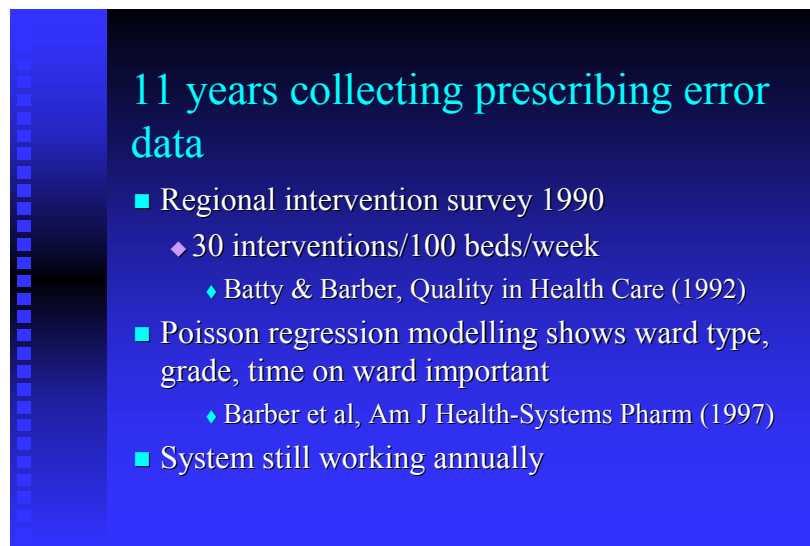 11 years collecting prescribing error
data
Regional intervention survey 1990
30 interventions/100 beds/week
Batty & Barber, Quality in Health Care (1992)
Poisson regression modelling shows ward type,
grade, time on ward important
Barber et al, Am J Health-Systems Pharm (1997)
System still working annually